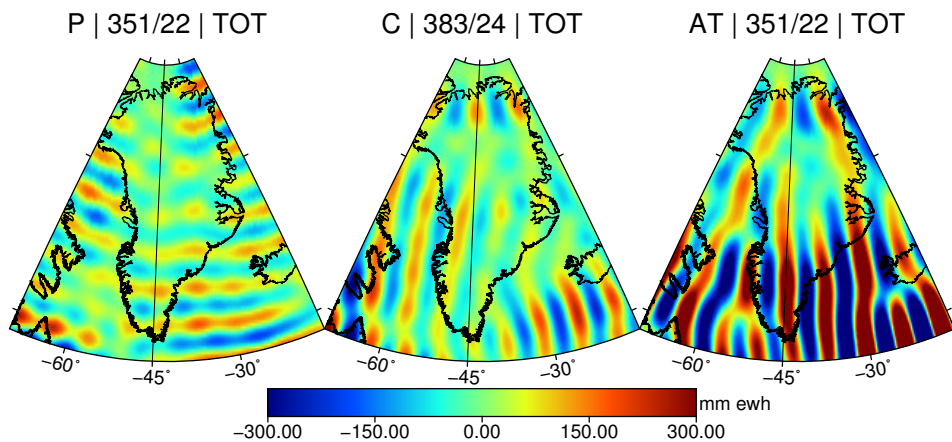 P | 351/22 | TOT
C | 383/24 | TOT
AT | 351/22 | TOT
−60° −45° −30° −60° −45° −30° −60° −45° −30°
mm ewh
−300.00 −150.00 0.00 150.00 300.00